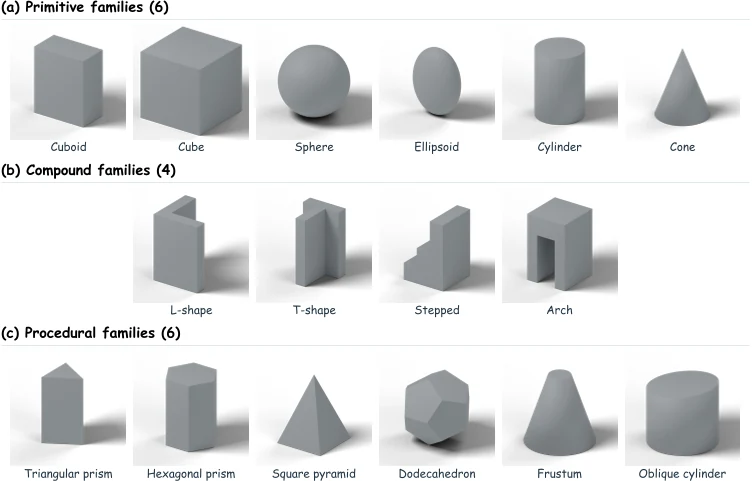 (a) Primitive families (6)
Cuboid Cube Sphere Ellipsoid Cylinder Cone
(b) Compound families (4)
L-shape T-shape Stepped Arch
(c) Procedural families (6)
Triangular prism Hexagonal prism Square pyramid Dodecahedron Frustum Oblique cylinder